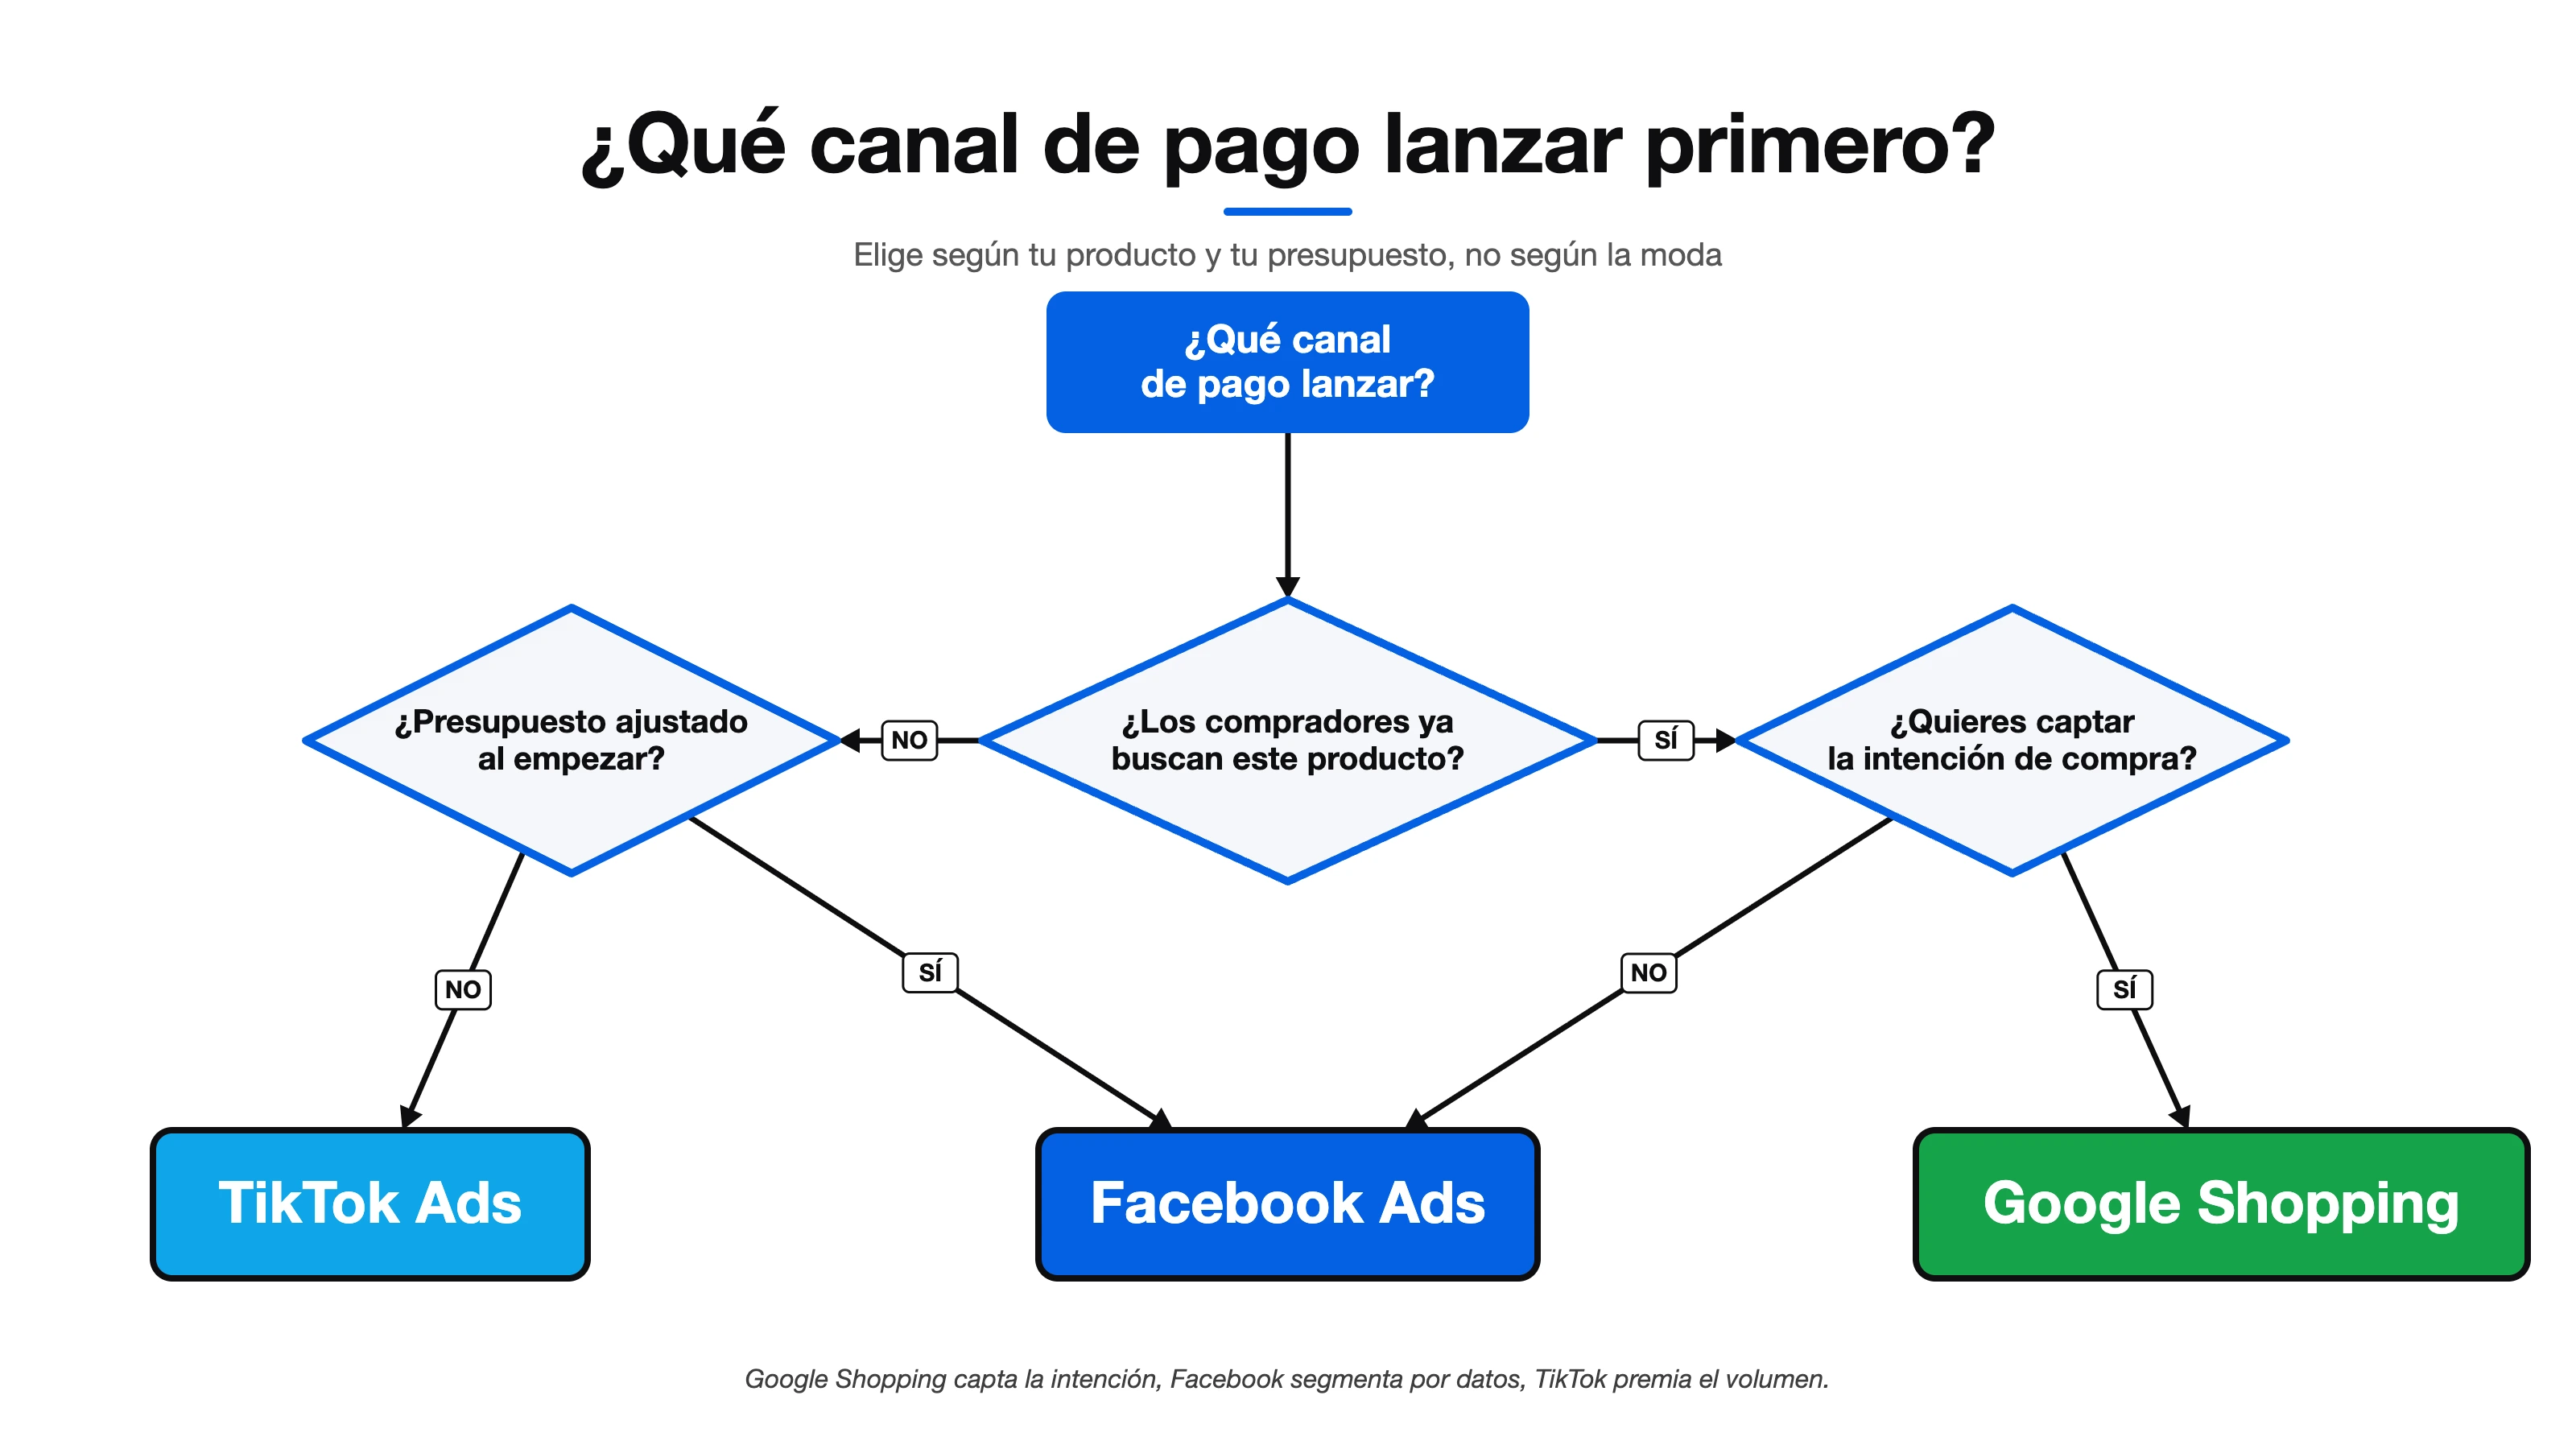 ¿Qué canal de pago lanzar primero?
Elige según tu producto y tu presupuesto, no según la moda
¿Qué canal
de pago lanzar?
¿Presupuesto ajustado
al empezar?
NO
¿Los compradores ya
buscan este producto?
SÍ
¿Quieres captar
la intención de compra?
NO
SÍ
NO
SÍ
TikTok Ads
Facebook Ads
Google Shopping
Google Shopping capta la intención, Facebook segmenta por datos, TikTok premia el volumen.